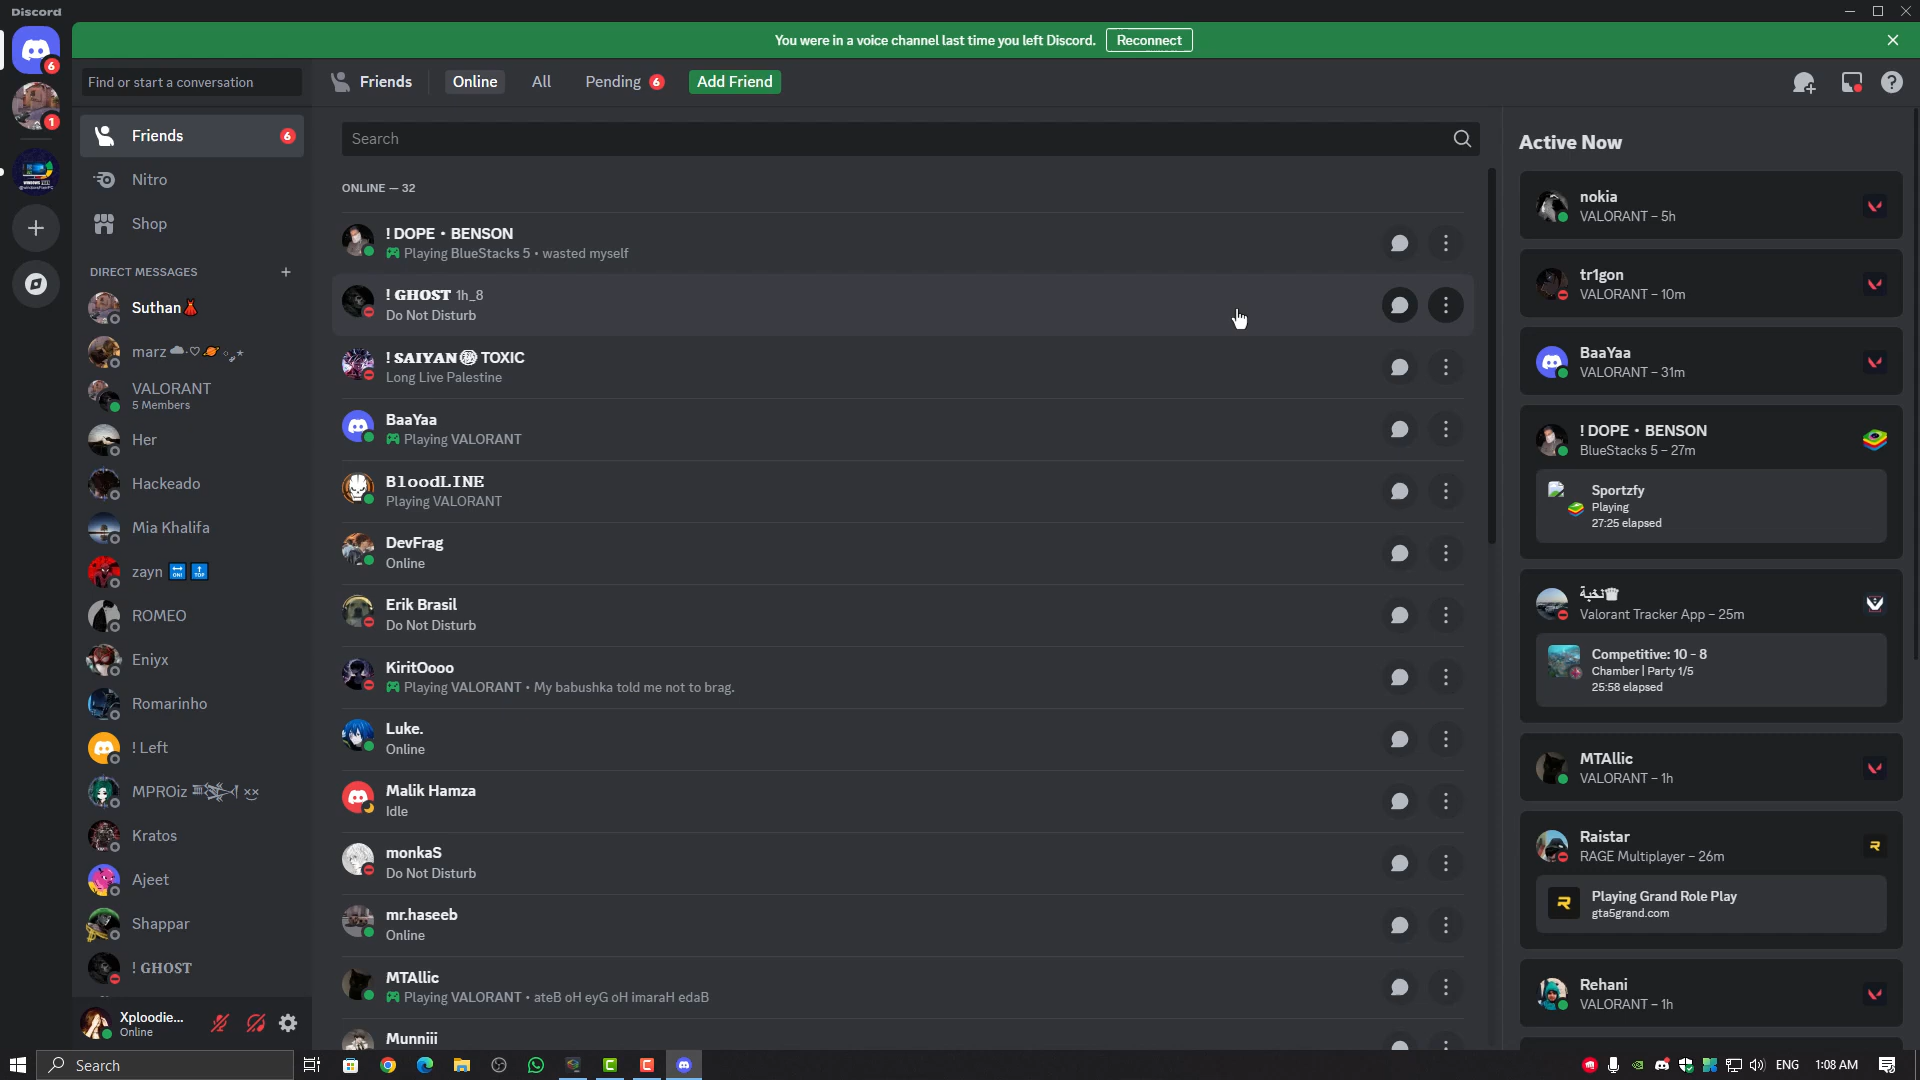 Discord
You were in a voice channel last time you left Discord. Reconnect
6
1
Find or start a conversation
Friends 6
Nitro
Shop
DIRECT MESSAGES
Suthan
marz
VALORANT
5 Members
Her
Hackeado
Mia Khalifa
zayn
ROMEO
Eniyx
Romarinho
! Left
MPROiz
Kratos
Ajeet
Shappar
! GHOST
Xploodie...
Online
Friends Online All Pending 6 Add Friend
Search
ONLINE — 32
! DOPE • BENSON
Playing BlueStacks 5 • wasted myself
! GHOST 1h_8
Do Not Disturb
! SAIYAN TOXIC
Long Live Palestine
BaaYaa
Playing VALORANT
BloodLINE
Playing VALORANT
DevFrag
Online
Erik Brasil
Do Not Disturb
KiritOooo
Playing VALORANT • My babushka told me not to brag.
Luke.
Online
Malik Hamza
Idle
monkaS
Do Not Disturb
mr.haseeb
Online
MTAllic
Playing VALORANT • ateB oH eyG oH imaraH edaB
Munniii
Active Now
nokia
VALORANT – 5h
tr1gon
VALORANT – 10m
BaaYaa
VALORANT – 31m
! DOPE • BENSON
BlueStacks 5 – 27m
Sportzfy
Playing
27:25 elapsed
نخبة
Valorant Tracker App – 25m
Competitive: 10 - 8
Chamber | Party 1/5
25:58 elapsed
MTAllic
VALORANT – 1h
Raistar
RAGE Multiplayer – 26m
Playing Grand Role Play
gta5grand.com
Rehani
VALORANT – 1h
Search
ENG 1:08 AM